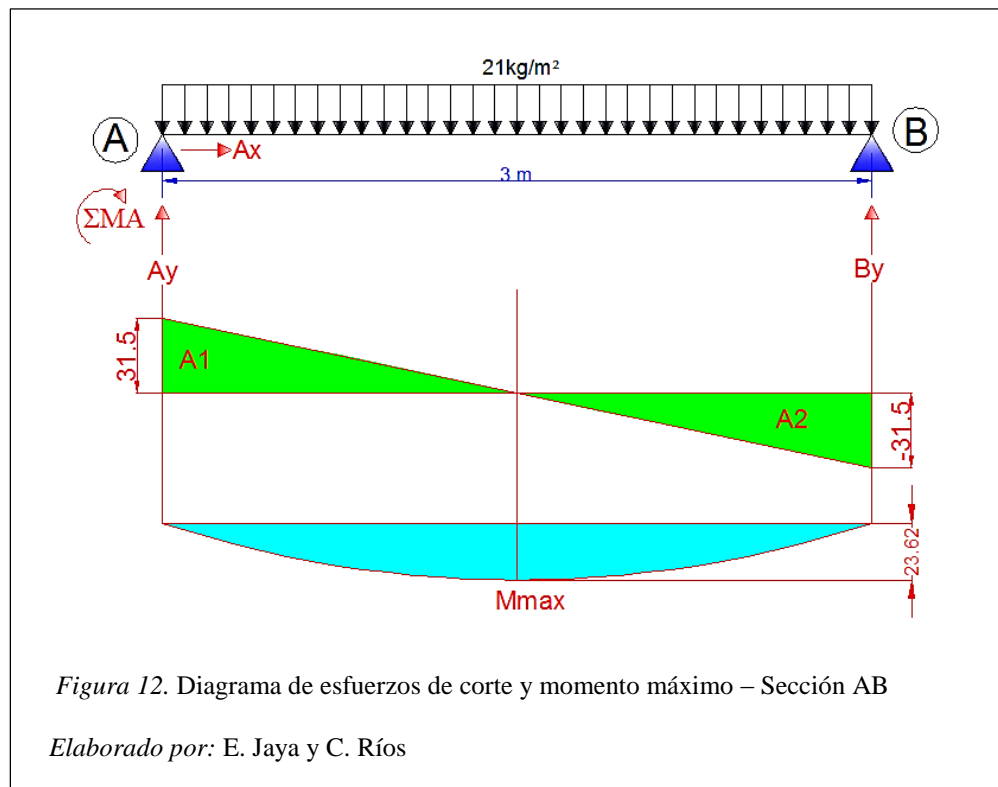 21kg/m²
A
B
Ax
3 m
ΣMA
Ay
By
31.5
A1
A2
-31.5
23.62
Mmax
Figura 12. Diagrama de esfuerzos de corte y momento máximo – Sección AB
Elaborado por: E. Jaya y C. Ríos